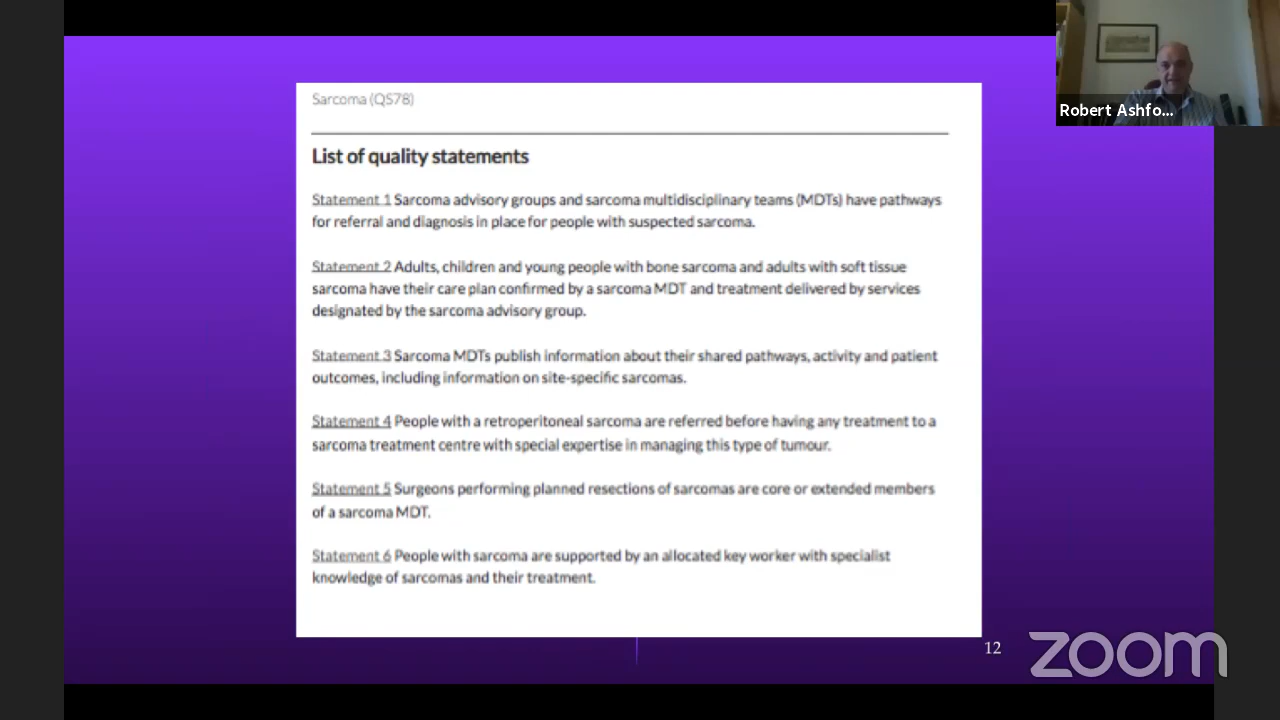 Sarcoma (QS78)
List of quality statements
Statement 1 Sarcoma advisory groups and sarcoma multidisciplinary teams (MDTs) have pathways
for referral and diagnosis in place for people with suspected sarcoma.
Statement 2 Adults, children and young people with bone sarcoma and adults with soft tissue
sarcoma have their care plan confirmed by a sarcoma MDT and treatment delivered by services
designated by the sarcoma advisory group.
Statement 3 Sarcoma MDTs publish information about their shared pathways, activity and patient
outcomes, including information on site-specific sarcomas.
Statement 4 People with a retroperitoneal sarcoma are referred before having any treatment to a
sarcoma treatment centre with special expertise in managing this type of tumour.
Statement 5 Surgeons performing planned resections of sarcomas are core or extended members
of a sarcoma MDT.
Statement 6 People with sarcoma are supported by an allocated key worker with specialist
knowledge of sarcomas and their treatment.
12
Robert Ashfo...
zoom